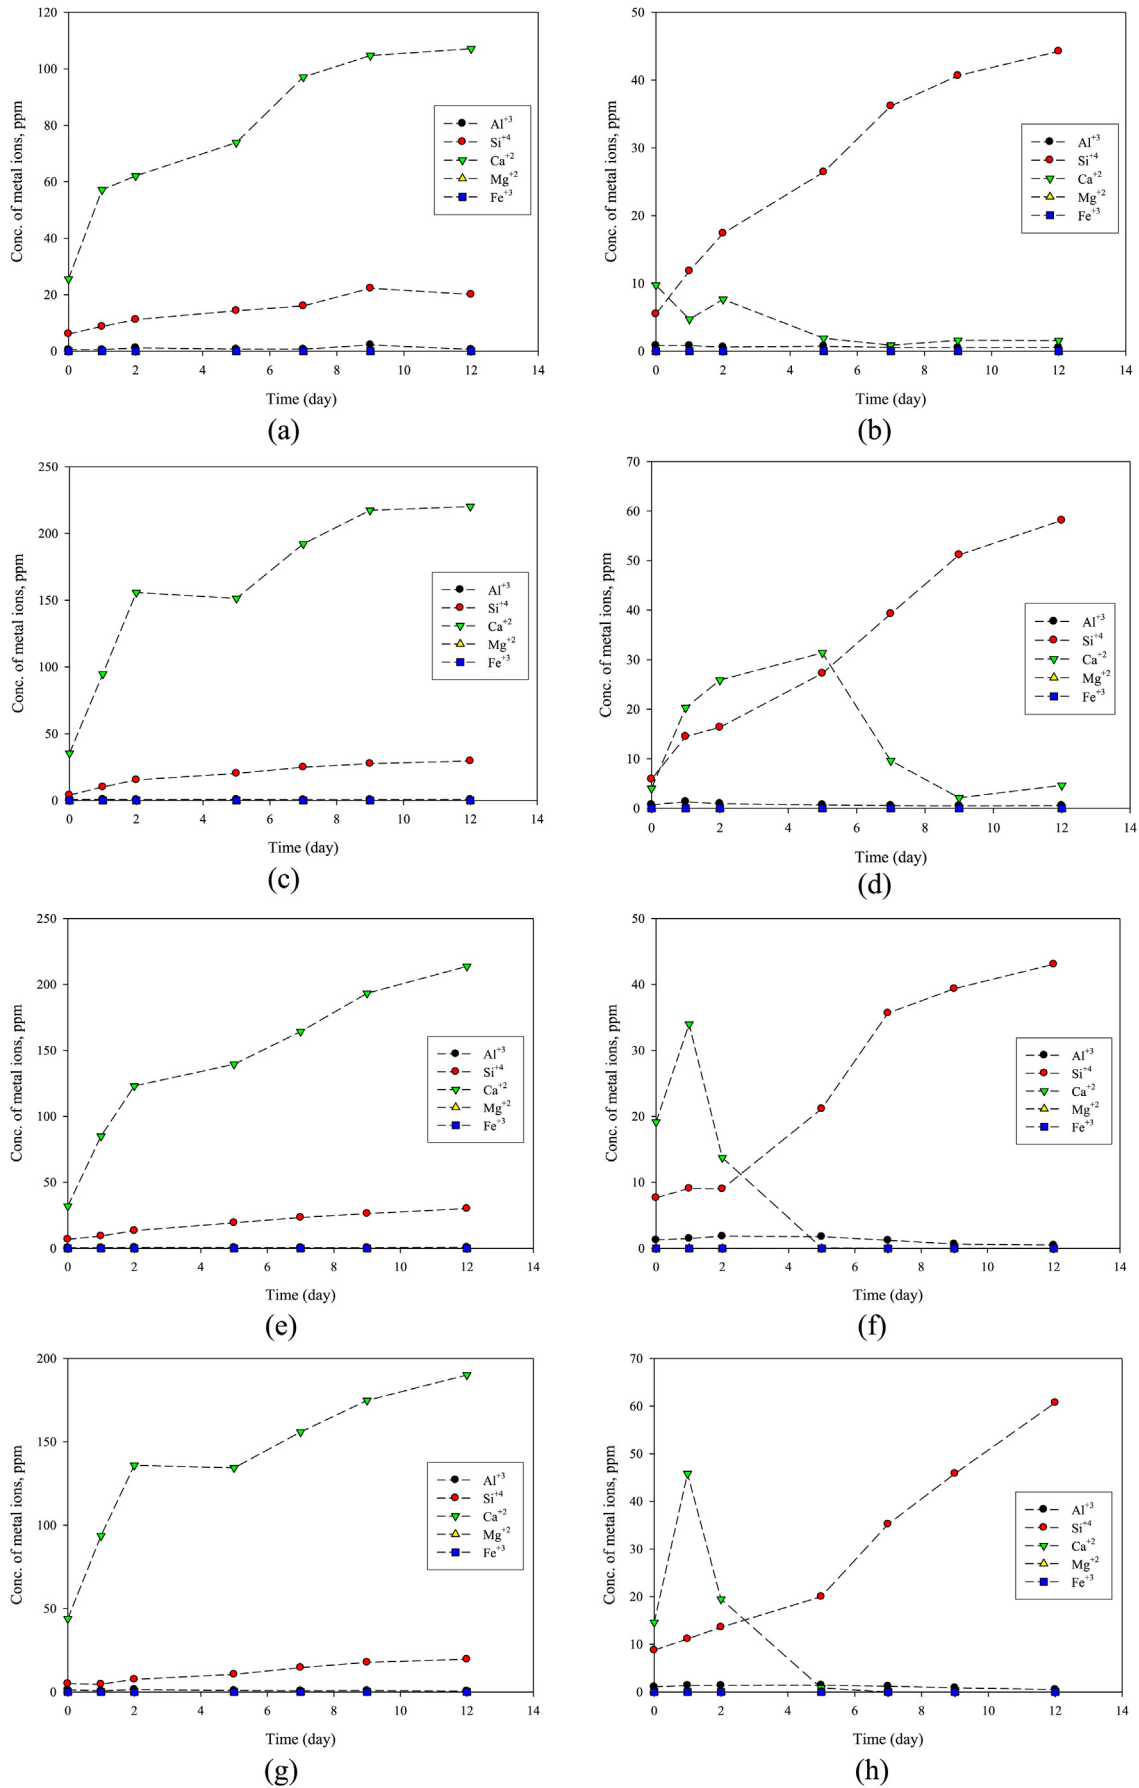 120
100
80
60
40
20
0
Conc. of metal ions, ppm
Al+3
Si+4
Ca+2
Mg+2
Fe+3
0 2 4 6 8 10 12 14
Time (day)
(a)
50
40
30
20
10
0
Conc. of metal ions, ppm
Al+3
Si+4
Ca+2
Mg+2
Fe+3
0 2 4 6 8 10 12 14
Time (day)
(b)
250
200
150
100
50
0
Conc. of metal ions, ppm
Al+3
Si+4
Ca+2
Mg+2
Fe+3
0 2 4 6 8 10 12 14
Time (day)
(c)
70
60
50
40
30
20
10
0
Conc. of metal ions, ppm
Al+3
Si+4
Ca+2
Mg+2
Fe+3
0 2 4 6 8 10 12 14
Time (day)
(d)
250
200
150
100
50
0
Conc. of metal ions, ppm
Al+3
Si+4
Ca+2
Mg+2
Fe+3
0 2 4 6 8 10 12 14
Time (day)
(e)
50
40
30
20
10
0
Conc. of metal ions, ppm
Al+3
Si+4
Ca+2
Mg+2
Fe+3
0 2 4 6 8 10 12 14
Time (day)
(f)
200
150
100
50
0
Conc. of metal ions, ppm
Al+3
Si+4
Ca+2
Mg+2
Fe+3
0 2 4 6 8 10 12 14
Time (day)
(g)
70
60
50
40
30
20
10
0
Conc. of metal ions, ppm
Al+3
Si+4
Ca+2
Mg+2
Fe+3
0 2 4 6 8 10 12 14
Time (day)
(h)